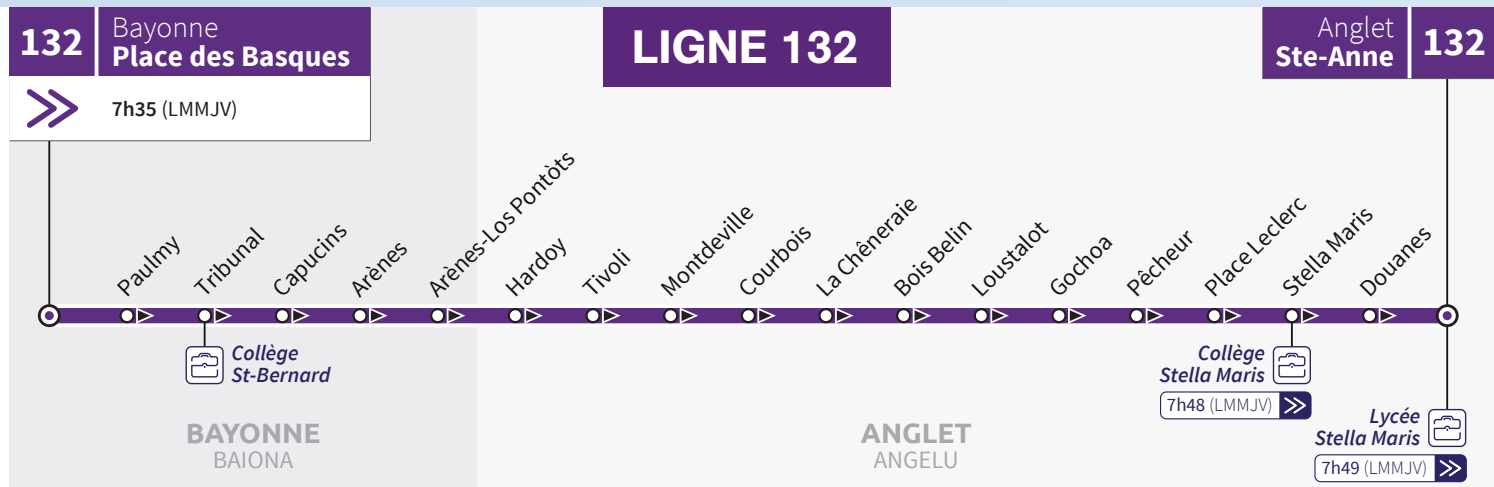 132
Bayonne
Place des Basques
7h35 (LMMJV)
LIGNE 132
Anglet
Ste-Anne
132
Paulmy
Tribunal
Capucins
Arènes
Arènes-Los Pontòts
Hardoy
Tivoli
Montdeville
Courbois
La Chêneraie
Bois Belin
Loustalot
Gochoa
Pêcheur
Place Leclerc
Stella Maris
Douanes
Collège
St-Bernard
Collège
Stella Maris
7h48 (LMMJV)
Lycée
Stella Maris
7h49 (LMMJV)
BAYONNE
BAIONA
ANGLET
ANGELU